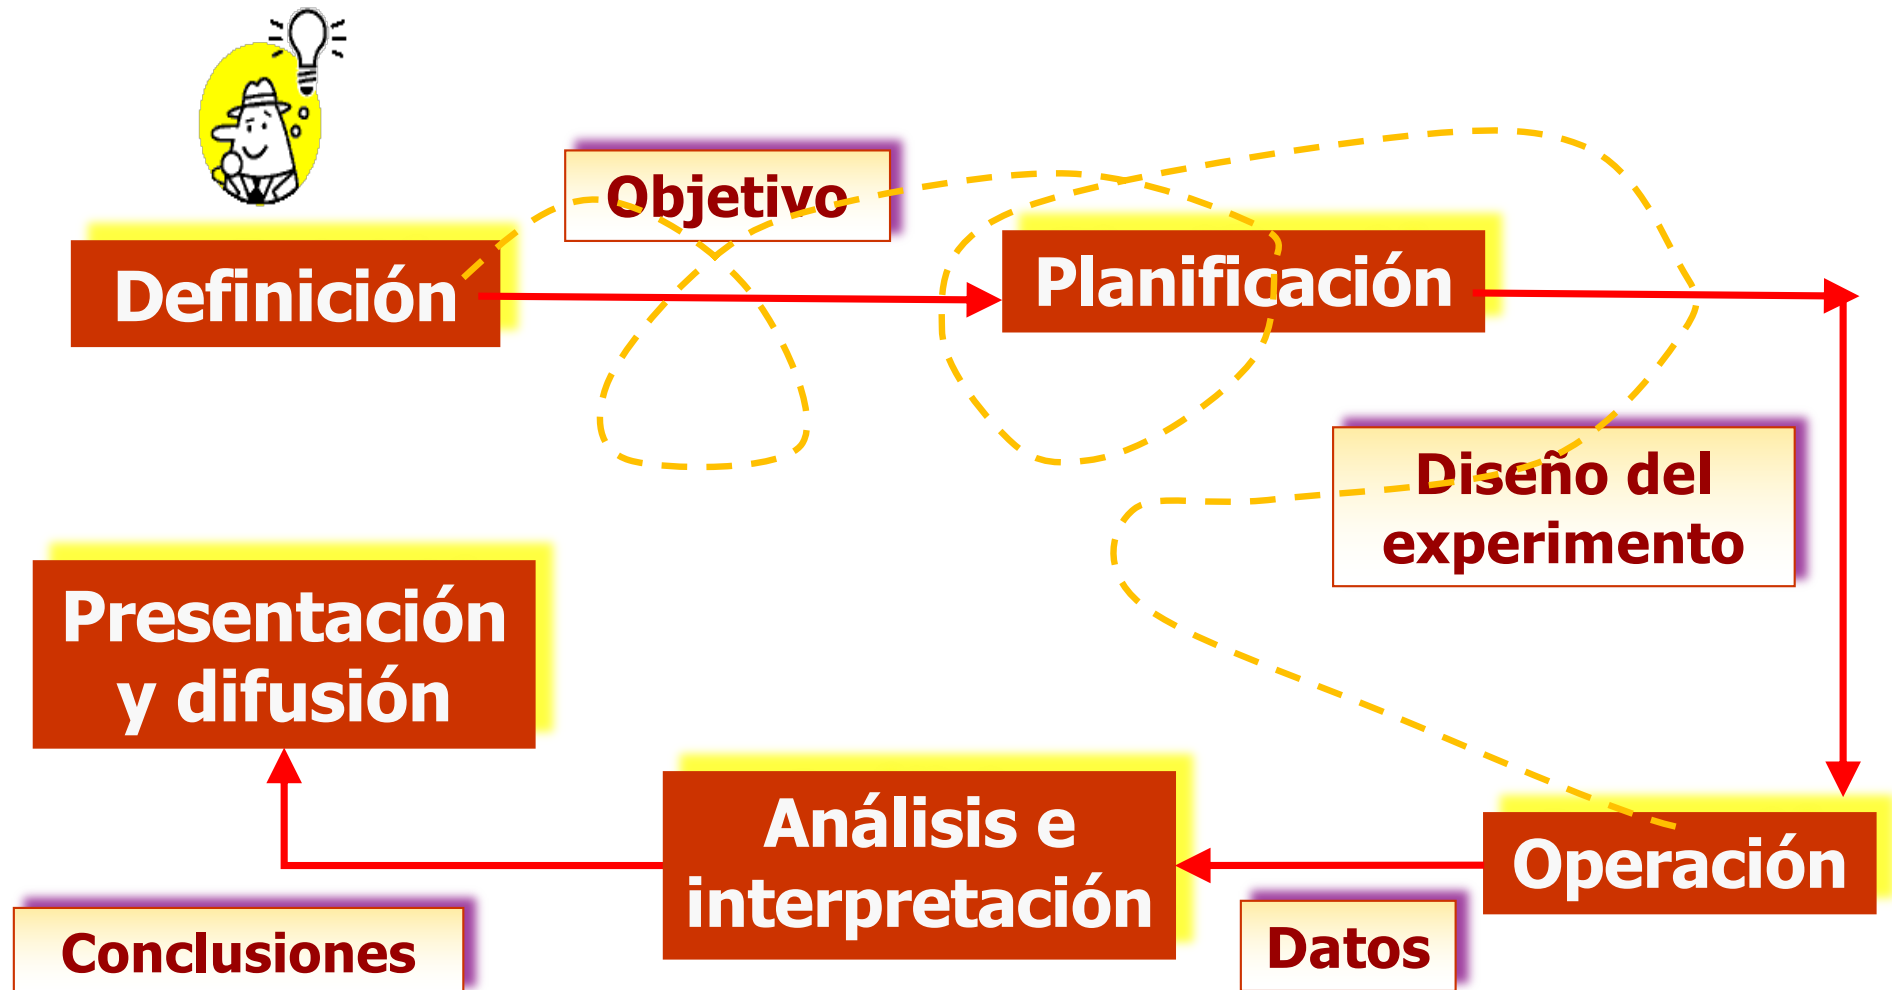 Objetivo
Definición
Planificación
Diseño del
experimento
Presentación
y difusión
Análisis e
interpretación
Operación
Conclusiones
Datos